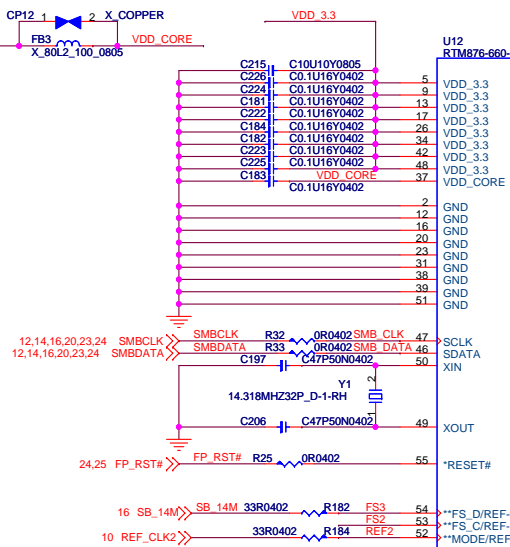 CP12 1 2 X_COPPER
FB3 VDD_CORE
X_80L2_100_0805
VDD_3.3
U12
RTM876-660-
C215 C10U10Y0805
C226 C0.1U16Y0402 5 VDD_3.3
C224 C0.1U16Y0402 9 VDD_3.3
C181 C0.1U16Y0402 13 VDD_3.3
C222 C0.1U16Y0402 17 VDD_3.3
C184 C0.1U16Y0402 26 VDD_3.3
C182 C0.1U16Y0402 34 VDD_3.3
C223 C0.1U16Y0402 42 VDD_3.3
C225 C0.1U16Y0402 48 VDD_3.3
C183 VDD_CORE 37 VDD_CORE
C0.1U16Y0402
2 GND
12 GND
16 GND
20 GND
23 GND
31 GND
38 GND
39 GND
51 GND
12,14,16,20,23,24 SMBCLK SMBCLK R32 0R0402 SMB_CLK 47 SCLK
12,14,16,20,23,24 SMBDATA SMBDATA R33 0R0402 SMB_DATA 46 SDATA
C197 C47P50N0402 50 XIN
Y1 2
14.318MHZ32P_D-1-RH
1
C206 C47P50N0402 49 XOUT
24,25 FP_RST# FP_RST# R25 0R0402 55 *RESET#
16 SB_14M SB_14M 33R0402 R182 FS3 54 **FS_D/REF-
FS2 53 **FS_C/REF-
10 REF_CLK2 33R0402 R184 REF2 52 **MODE/REF